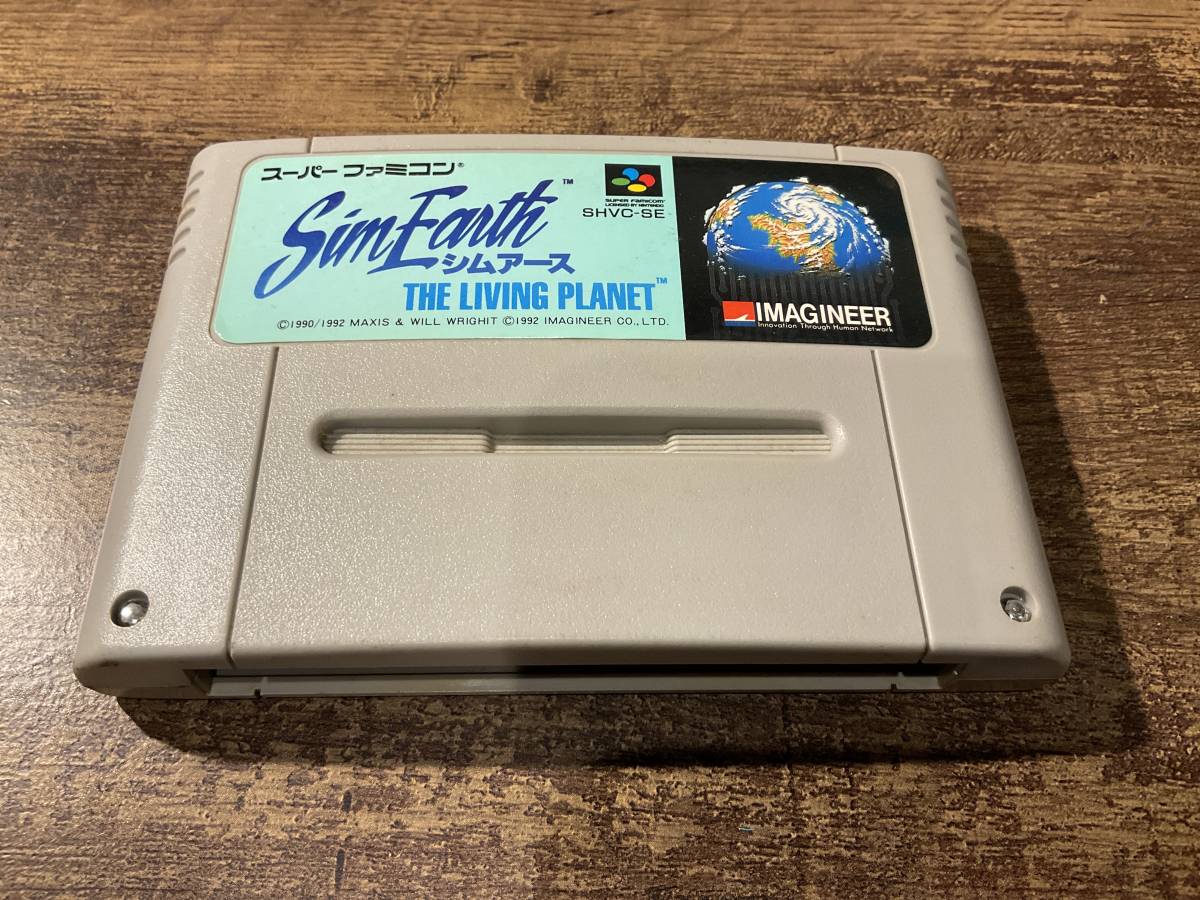 スーパーファミコン®
SimEarth™
シムアース
THE LIVING PLANET™
SUPER FAMICOM
LICENSED BY NINTENDO
SHVC-SE
©1990/1992 MAXIS & WILL WRIGHIT ©1992 IMAGINEER CO., LTD.
IMAGINEER
Innovation Through Human Network